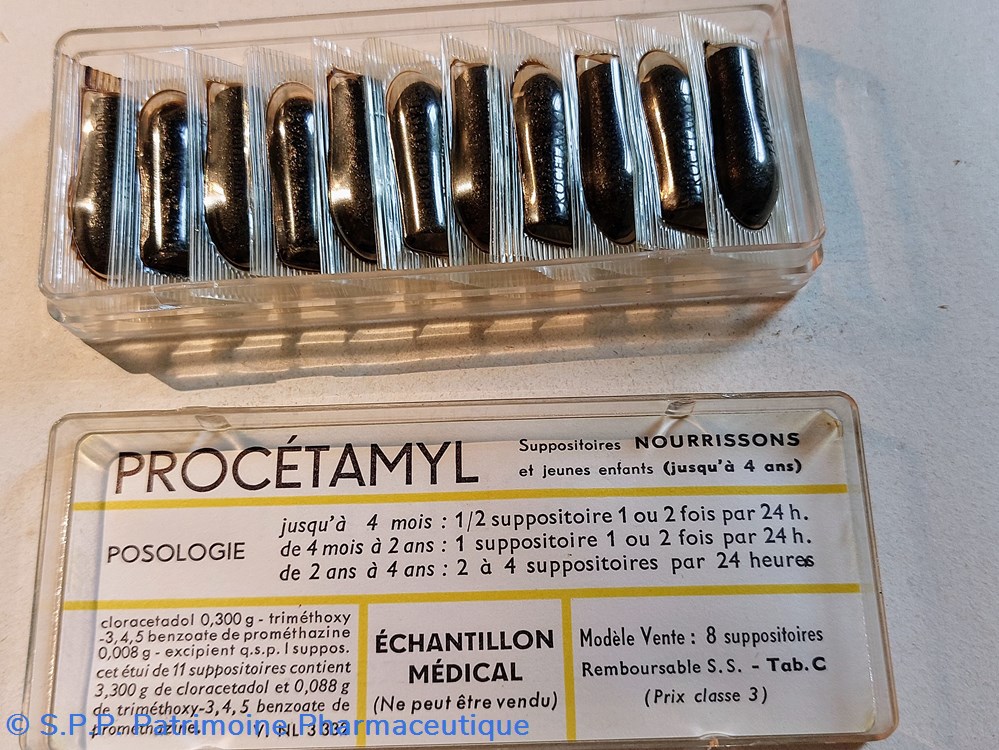 PROCETAMYL
PROCÉTAMYL
Suppositoires NOURRISSONS
et jeunes enfants (jusqu'à 4 ans)
POSOLOGIE
jusqu'à 4 mois : 1/2 suppositoire 1 ou 2 fois par 24 h.
de 4 mois à 2 ans : 1 suppositoire 1 ou 2 fois par 24 h.
de 2 ans à 4 ans : 2 à 4 suppositoires par 24 heures
cloracetadol 0,300 g - triméthoxy
-3,4,5 benzoate de prométhazine
0,008 g - excipient q.s.p. 1 suppos.
cet étui de 11 suppositoires contient
3,300 g de cloracetadol et 0,088 g
de triméthoxy-3,4,5 benzoate de
prométhazine. V. NL 3332
ÉCHANTILLON
MÉDICAL
(Ne peut être vendu)
Modèle Vente : 8 suppositoires
Remboursable S.S. - Tab. C
(Prix classe 3)
© S.P.P. Patrimoine Pharmaceutique